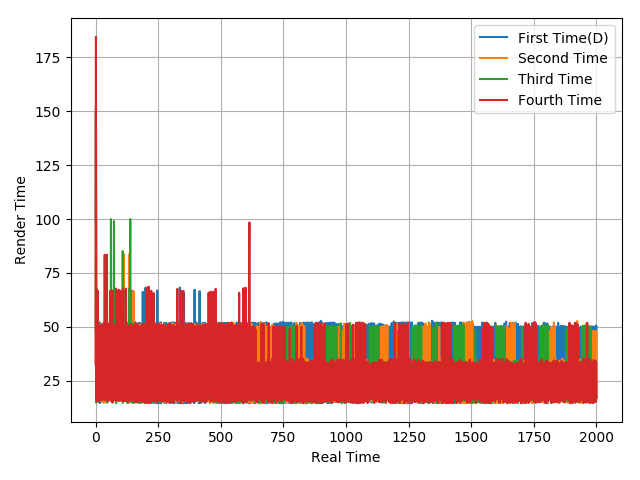 First Time(D)
Second Time
Third Time
Fourth Time
Render Time
175
150
125
100
75
50
25
0 250 500 750 1000 1250 1500 1750 2000
Real Time